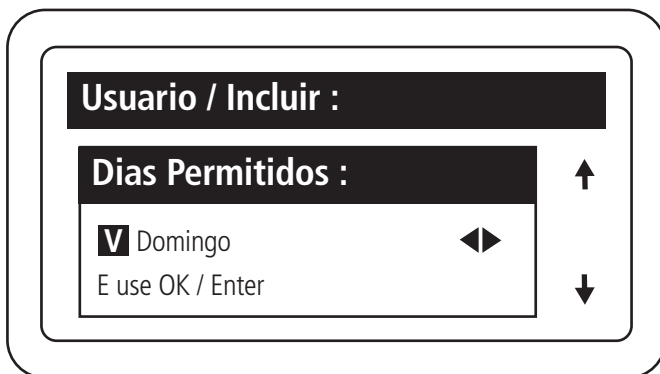 Usuario / Incluir :
Dias Permitidos :
V Domingo
E use OK / Enter